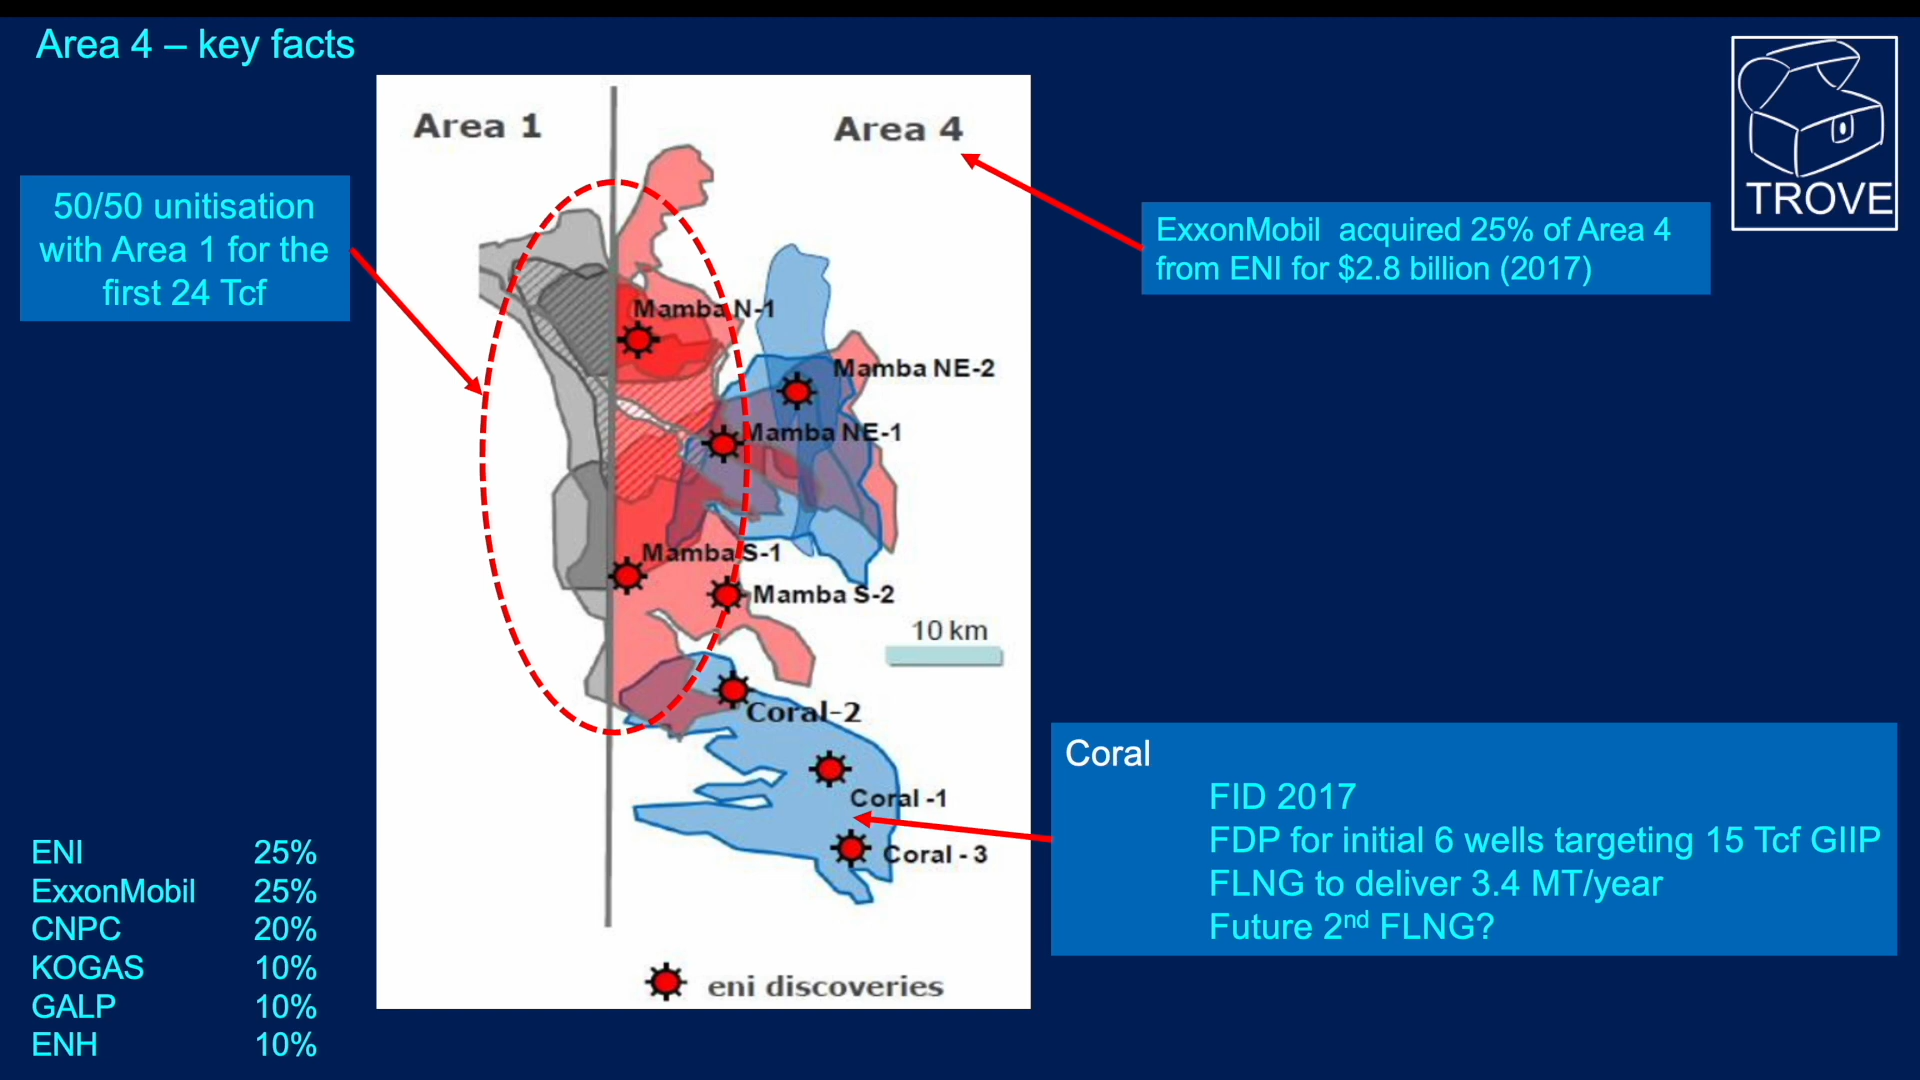 Area 4 – key facts
TROVE
Area 1
Area 4
50/50 unitisation
with Area 1 for the
first 24 Tcf
ExxonMobil acquired 25% of Area 4
from ENI for $2.8 billion (2017)
Mamba N-1
Mamba NE-2
Mamba NE-1
Mamba S-1
Mamba S-2
10 km
Coral-2
Coral -1
Coral - 3
eni discoveries
Coral
FID 2017
FDP for initial 6 wells targeting 15 Tcf GIIP
FLNG to deliver 3.4 MT/year
Future 2nd FLNG?
ENI 25%
ExxonMobil 25%
CNPC 20%
KOGAS 10%
GALP 10%
ENH 10%